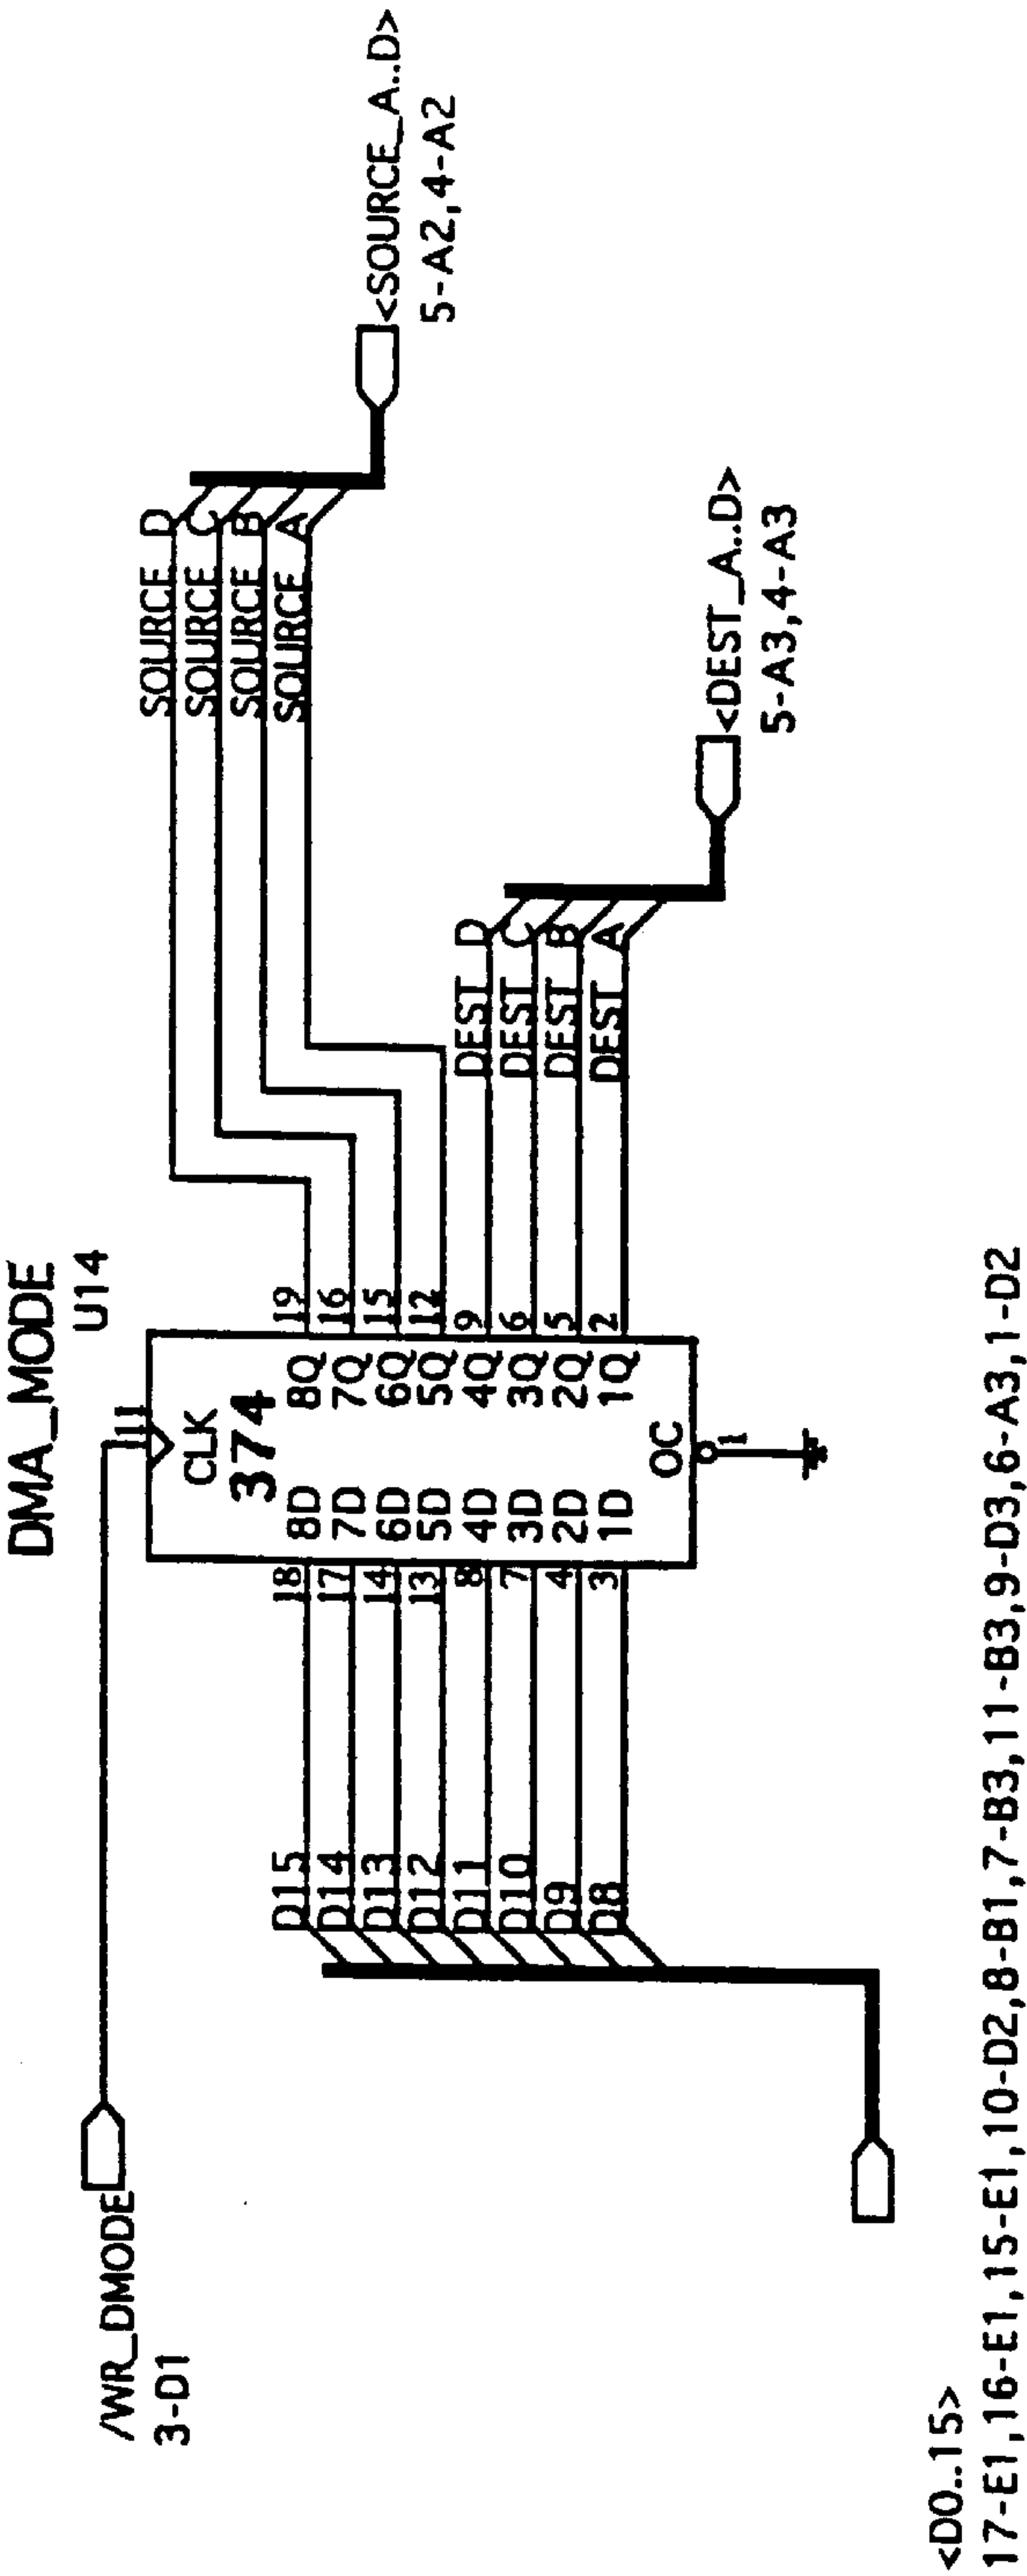 DMA_MODE
U14
/WR_DMODE
3-D1
11
CLK
374
D15 18 8D 8Q 19 SOURCE_D
D14 17 7D 7Q 16 SOURCE_C
D13 14 6D 6Q 15 SOURCE_B
D12 13 5D 5Q 12 SOURCE_A
D11 8 4D 4Q 9 DEST_D
D10 7 3D 3Q 6 DEST_C
D9 4 2D 2Q 5 DEST_B
D8 3 1D 1Q 2 DEST_A
OC
1
<SOURCE_A..D>
5-A2,4-A2
<DEST_A..D>
5-A3,4-A3
<D0..15>
17-E1,16-E1,15-E1,10-D2,8-B1,7-B3,11-B3,9-D3,6-A3,1-D2